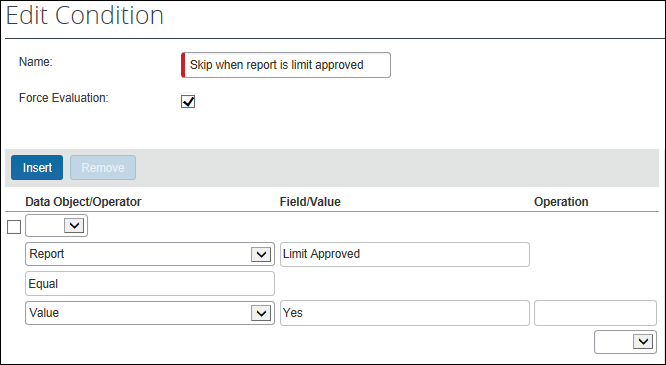 Edit Condition
Name: Skip when report is limit approved
Force Evaluation:
Insert Remove
Data Object/Operator Field/Value Operation
Report Limit Approved
Equal
Value Yes